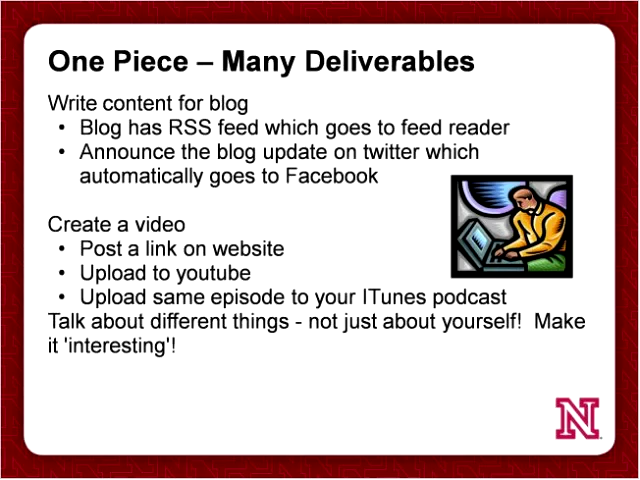 One Piece – Many Deliverables
Write content for blog
• Blog has RSS feed which goes to feed reader
• Announce the blog update on twitter which
automatically goes to Facebook
Create a video
• Post a link on website
• Upload to youtube
• Upload same episode to your ITunes podcast
Talk about different things - not just about yourself!  Make
it 'interesting'!
N